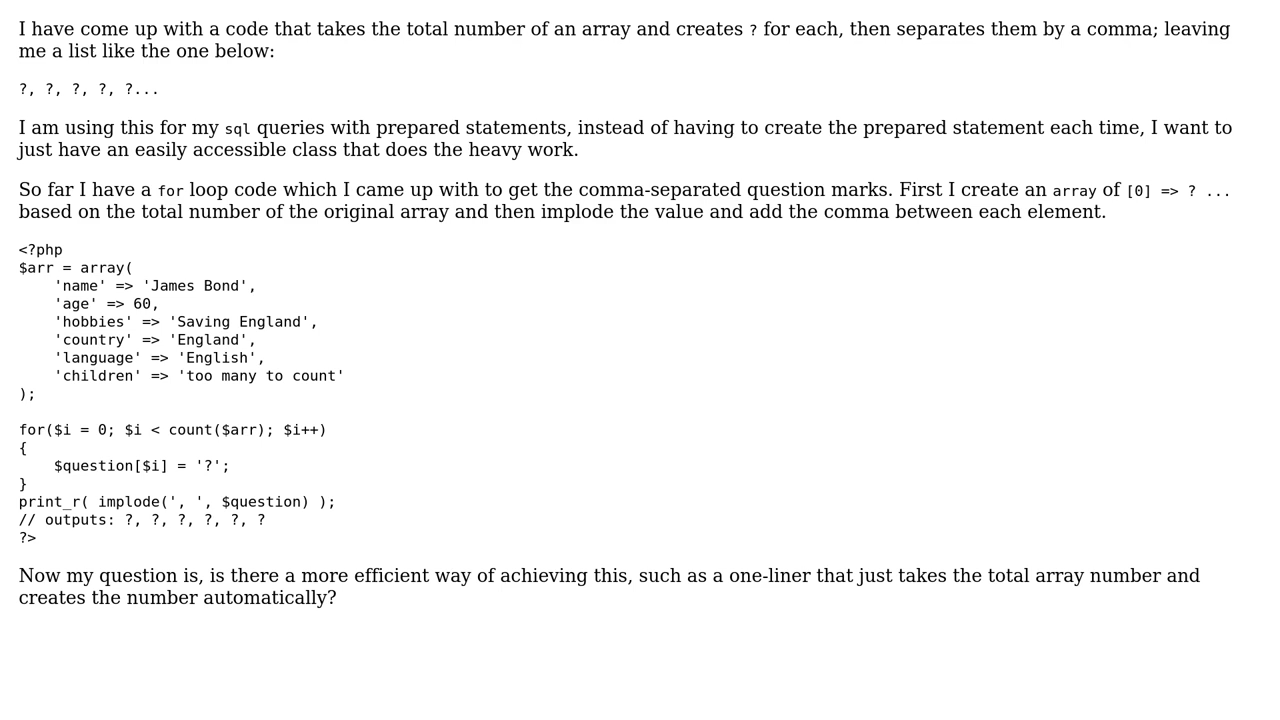 I have come up with a code that takes the total number of an array and creates ? for each, then separates them by a comma; leaving
me a list like the one below:
?, ?, ?, ?, ?...
I am using this for my sql queries with prepared statements, instead of having to create the prepared statement each time, I want to
just have an easily accessible class that does the heavy work.
So far I have a for loop code which I came up with to get the comma-separated question marks. First I create an array of [0] => ? ...
based on the total number of the original array and then implode the value and add the comma between each element.
<?php
$arr = array(
    'name' => 'James Bond',
    'age' => 60,
    'hobbies' => 'Saving England',
    'country' => 'England',
    'language' => 'English',
    'children' => 'too many to count'
);
for($i = 0; $i < count($arr); $i++)
{
    $question[$i] = '?';
}
print_r( implode(', ', $question) );
// outputs: ?, ?, ?, ?, ?, ?
?>
Now my question is, is there a more efficient way of achieving this, such as a one-liner that just takes the total array number and
creates the number automatically?